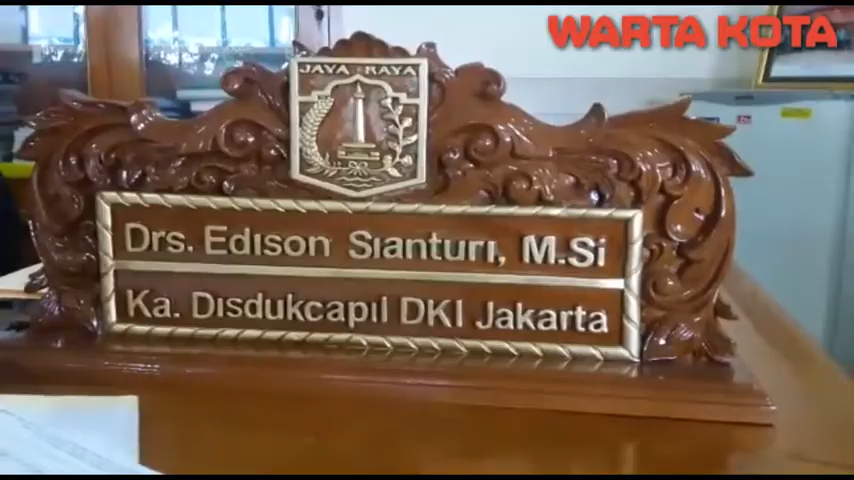 WARTA KOTA
JAYA RAYA
Drs. Edison Sianturi, M.Si
Ka. Disdukcapil DKI Jakarta